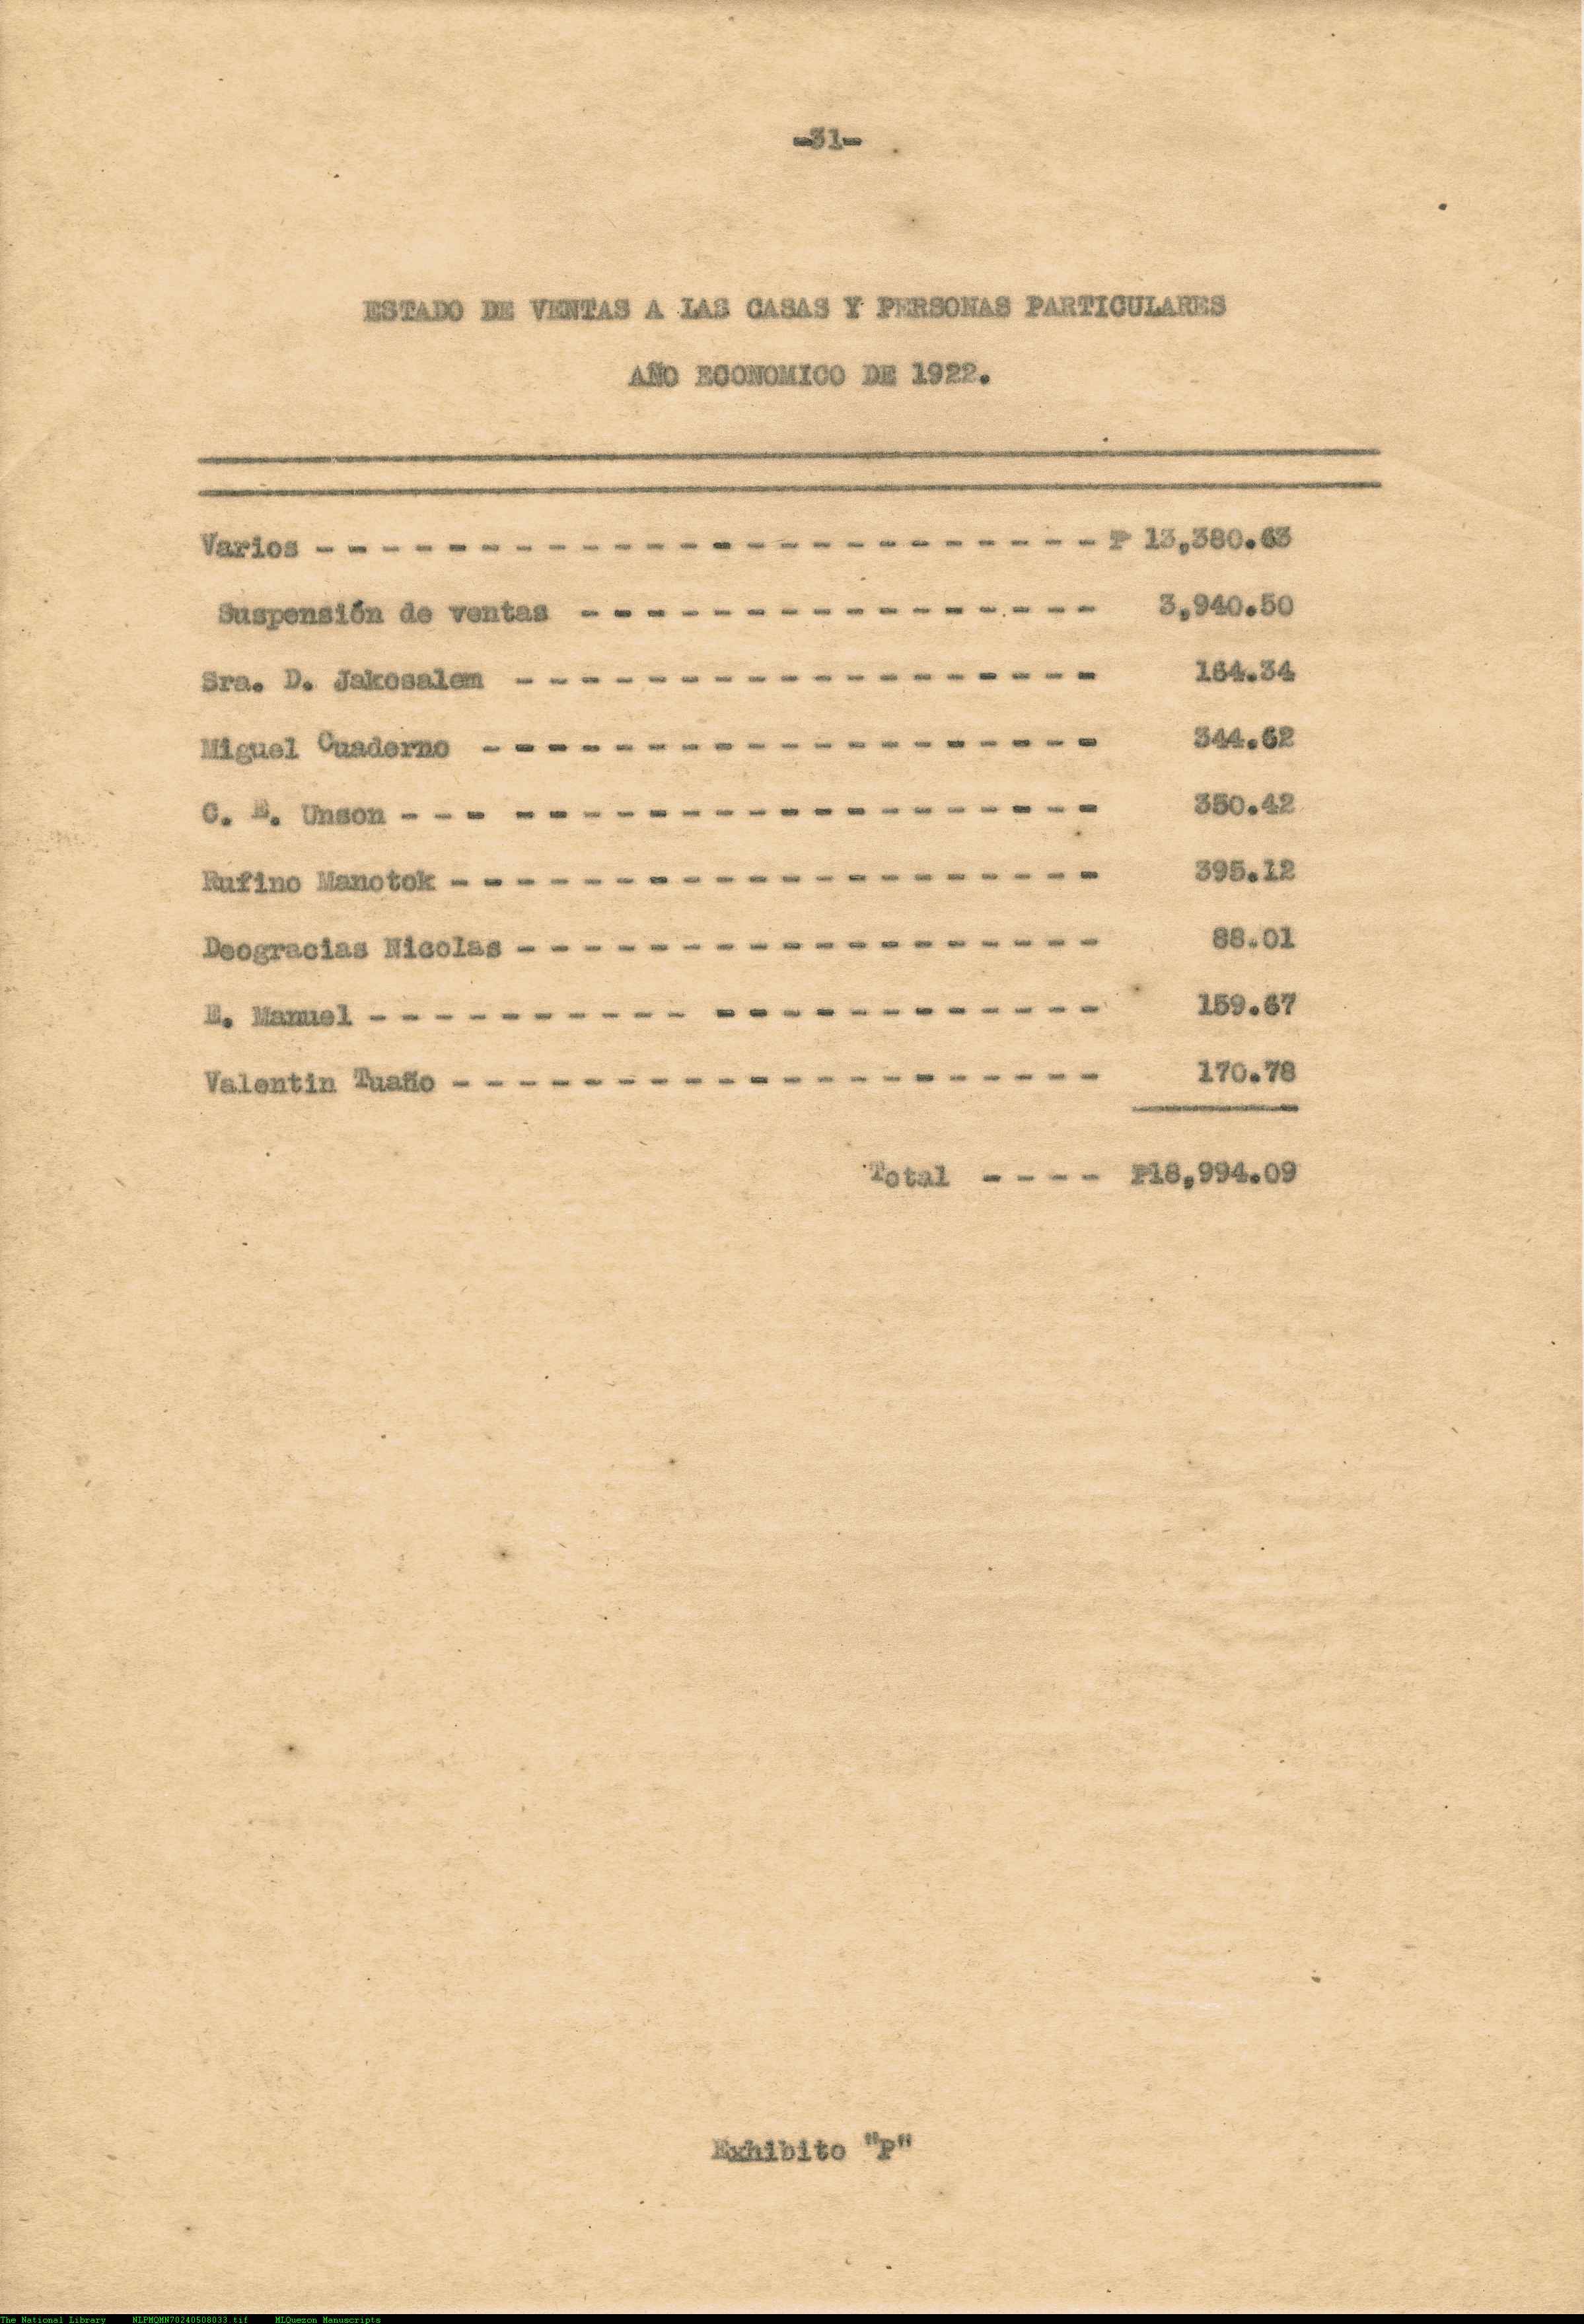 -31-
ESTADO DE VENTAS A LAS CASAS Y PERSONAS PARTICULARES
AÑO ECONOMICO DE 1922.
Varios - - - - - - - - - - - - - - - - - - - - - - - - ₱ 13,380.63
Suspensión de ventas - - - - - - - - - - - - - - - - 3,940.50
Sra. D. Jakosalem - - - - - - - - - - - - - - - - - - 164.34
Miguel Cuaderno - - - - - - - - - - - - - - - - - - - 344.62
C. E. Unson - - - - - - - - - - - - - - - - - - - - - 350.42
Rufino Manotok - - - - - - - - - - - - - - - - - - - - 395.12
Deogracias Nicolas - - - - - - - - - - - - - - - - - - 88.01
E. Manuel - - - - - - - - - - - - - - - - - - - - - - 159.67
Valentin Tuaño - - - - - - - - - - - - - - - - - - - - 170.78
Total - - - - ₱18,994.09
Exhibito "P"
The National Library NLPMQMN70240508033.tif MLQuezon Manuscripts